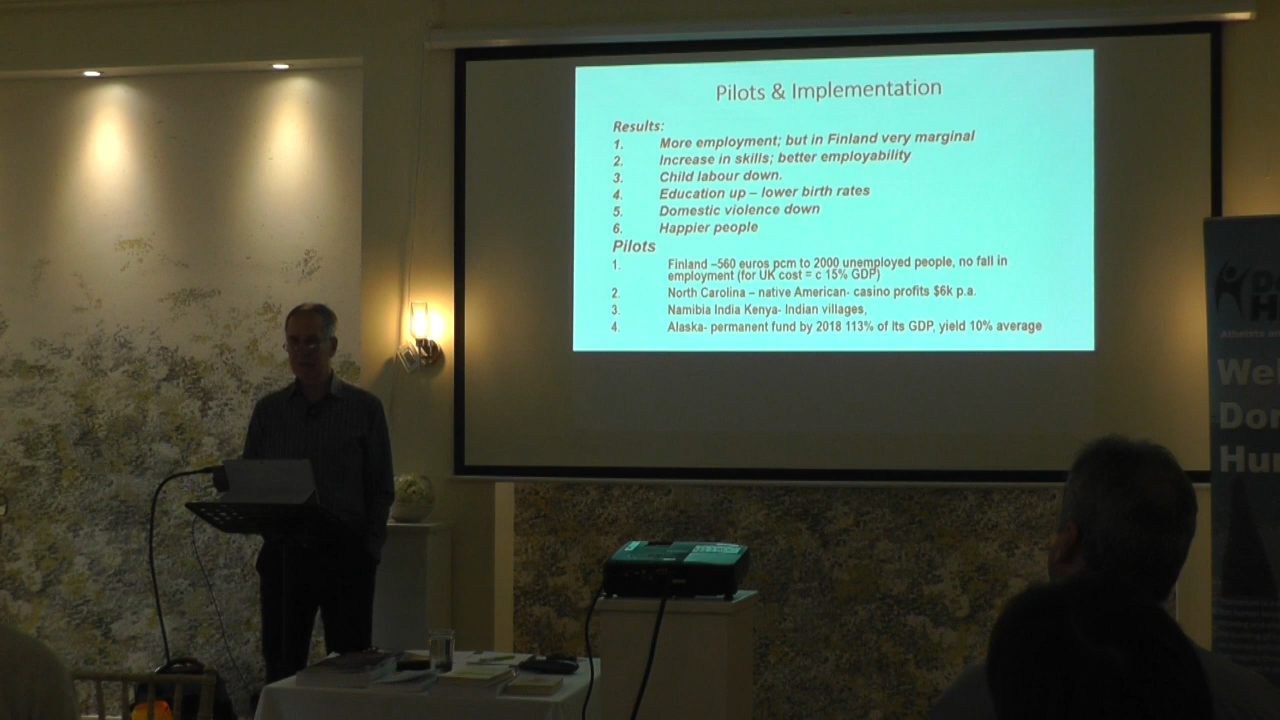 Pilots & Implementation
Results:
1. More employment; but in Finland very marginal
2. Increase in skills; better employability
3. Child labour down.
4. Education up – lower birth rates
5. Domestic violence down
6. Happier people
Pilots
1. Finland –560 euros pcm to 2000 unemployed people, no fall in
employment (for UK cost = c 15% GDP)
2. North Carolina – native American- casino profits $6k p.a.
3. Namibia India Kenya- Indian villages,
4. Alaska- permanent fund by 2018 113% of its GDP, yield 10% average
Atheists
Wel
Dor
Hu